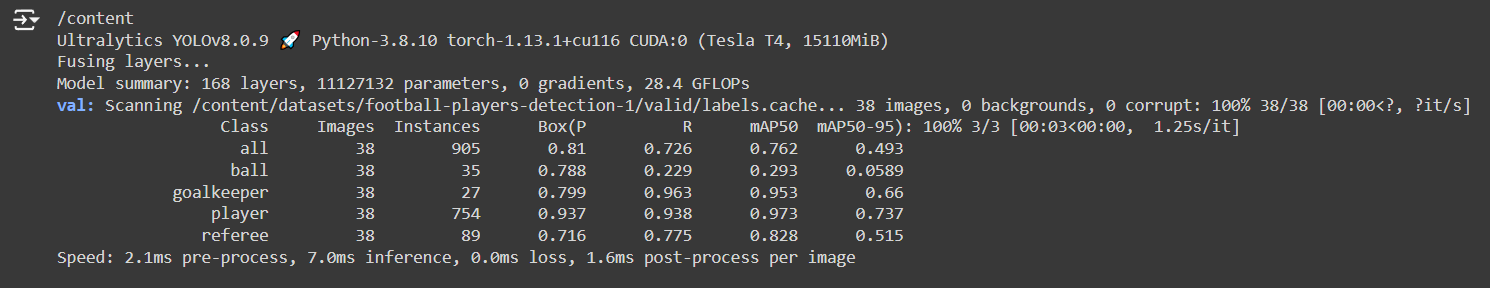 /content
Ultralytics YOLOv8.0.9 🚀 Python-3.8.10 torch-1.13.1+cu116 CUDA:0 (Tesla T4, 15110MiB)
Fusing layers...
Model summary: 168 layers, 11127132 parameters, 0 gradients, 28.4 GFLOPs
val: Scanning /content/datasets/football-players-detection-1/valid/labels.cache... 38 images, 0 backgrounds, 0 corrupt: 100% 38/38 [00:00<?, ?it/s]
Class Images Instances Box(P R mAP50 mAP50-95): 100% 3/3 [00:03<00:00, 1.25s/it]
all 38 905 0.81 0.726 0.762 0.493
ball 38 35 0.788 0.229 0.293 0.0589
goalkeeper 38 27 0.799 0.963 0.953 0.66
player 38 754 0.937 0.938 0.973 0.737
referee 38 89 0.716 0.775 0.828 0.515
Speed: 2.1ms pre-process, 7.0ms inference, 0.0ms loss, 1.6ms post-process per image